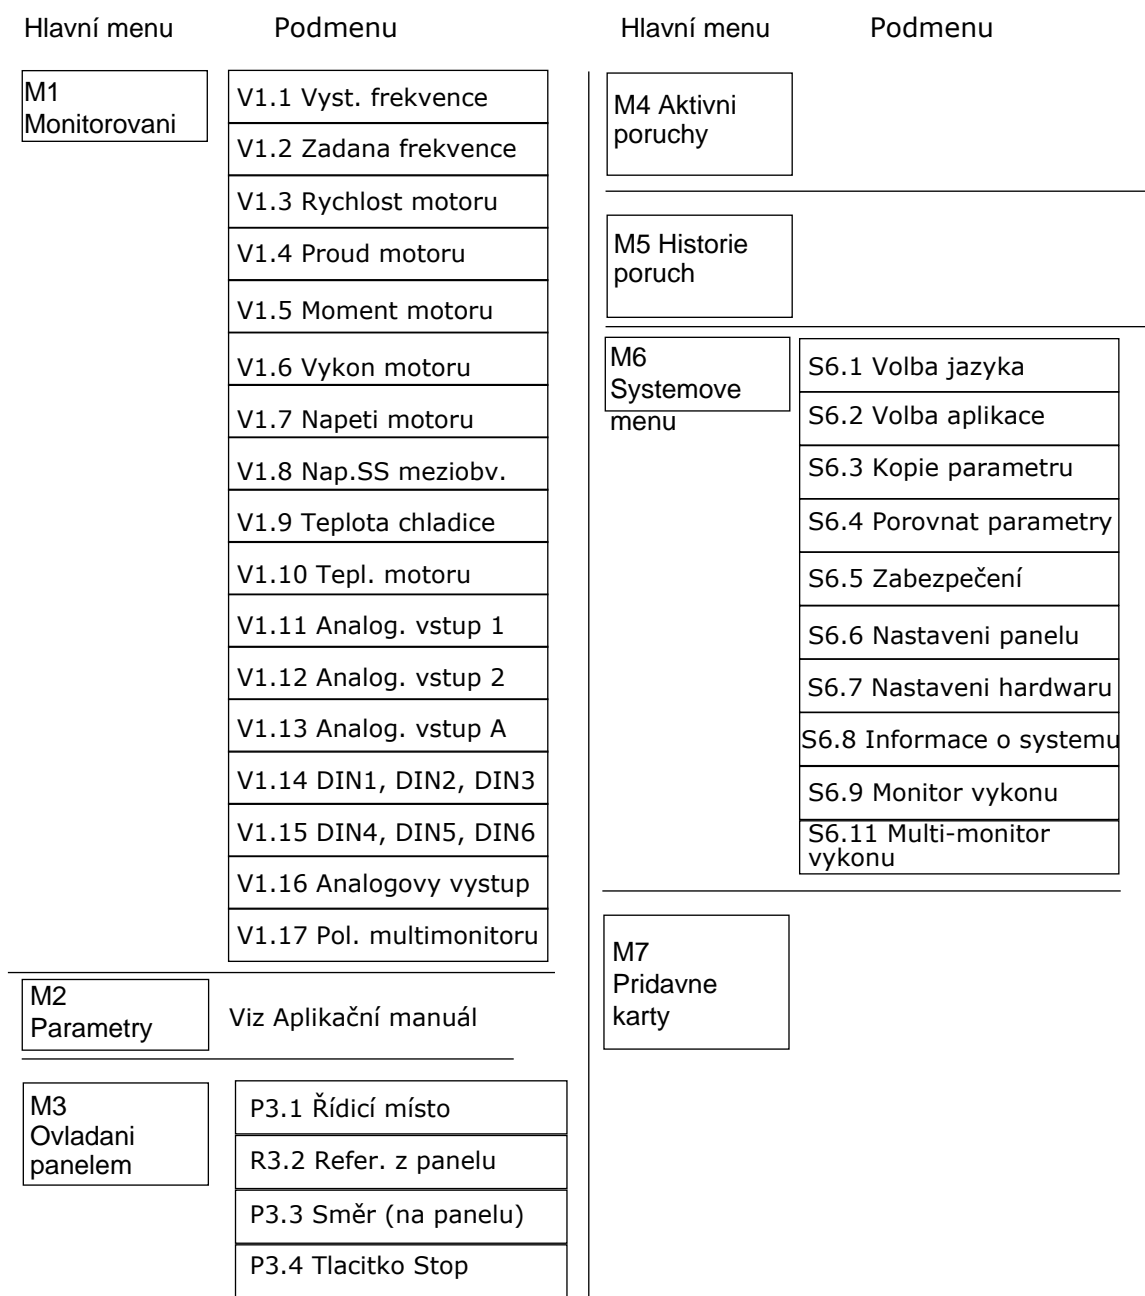 Hlavní menu
Podmenu
M1
Monitorovani
V1.1 Vyst. frekvence
V1.2 Zadana frekvence
V1.3 Rychlost motoru
V1.4 Proud motoru
V1.5 Moment motoru
V1.6 Vykon motoru
V1.7 Napeti motoru
V1.8 Nap.SS meziobv.
V1.9 Teplota chladice
V1.10 Tepl. motoru
V1.11 Analog. vstup 1
V1.12 Analog. vstup 2
V1.13 Analog. vstup A
V1.14 DIN1, DIN2, DIN3
V1.15 DIN4, DIN5, DIN6
V1.16 Analogovy vystup
V1.17 Pol. multimonitoru
M2
Parametry
Viz Aplikační manuál
M3
Ovladani
panelem
P3.1 Řídicí místo
R3.2 Refer. z panelu
P3.3 Směr (na panelu)
P3.4 Tlacitko Stop
Hlavní menu
Podmenu
M4 Aktivni
poruchy
M5 Historie
poruch
M6
Systemove
menu
S6.1 Volba jazyka
S6.2 Volba aplikace
S6.3 Kopie parametru
S6.4 Porovnat parametry
S6.5 Zabezpečení
S6.6 Nastaveni panelu
S6.7 Nastaveni hardwaru
S6.8 Informace o systemu
S6.9 Monitor vykonu
S6.11 Multi-monitor
vykonu
M7
Pridavne
karty